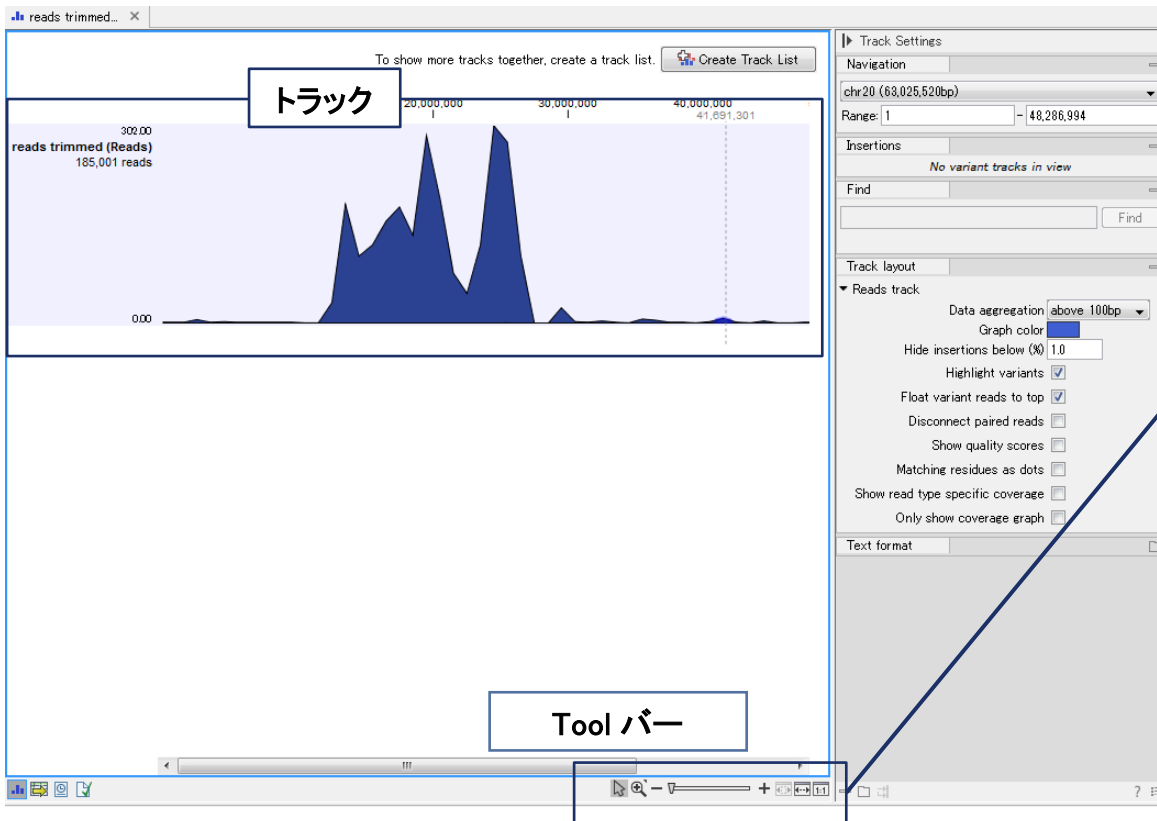 reads trimmed...
To show more tracks together, create a track list. Create Track List
トラック
20,000,000 30,000,000 40,000,000
41,691,301
302.00
reads trimmed (Reads)
185,001 reads
0.00
Tool バー
1:1
Track Settings
Navigation
chr20 (63,025,520bp)
Range: 1 - 48,286,994
Insertions
No variant tracks in view
Find
Find
Track layout
Reads track
Data aggregation above 100bp
Graph color
Hide insertions below (%) 1.0
Highlight variants
Float variant reads to top
Disconnect paired reads
Show quality scores
Matching residues as dots
Show read type specific coverage
Only show coverage graph
Text format
?